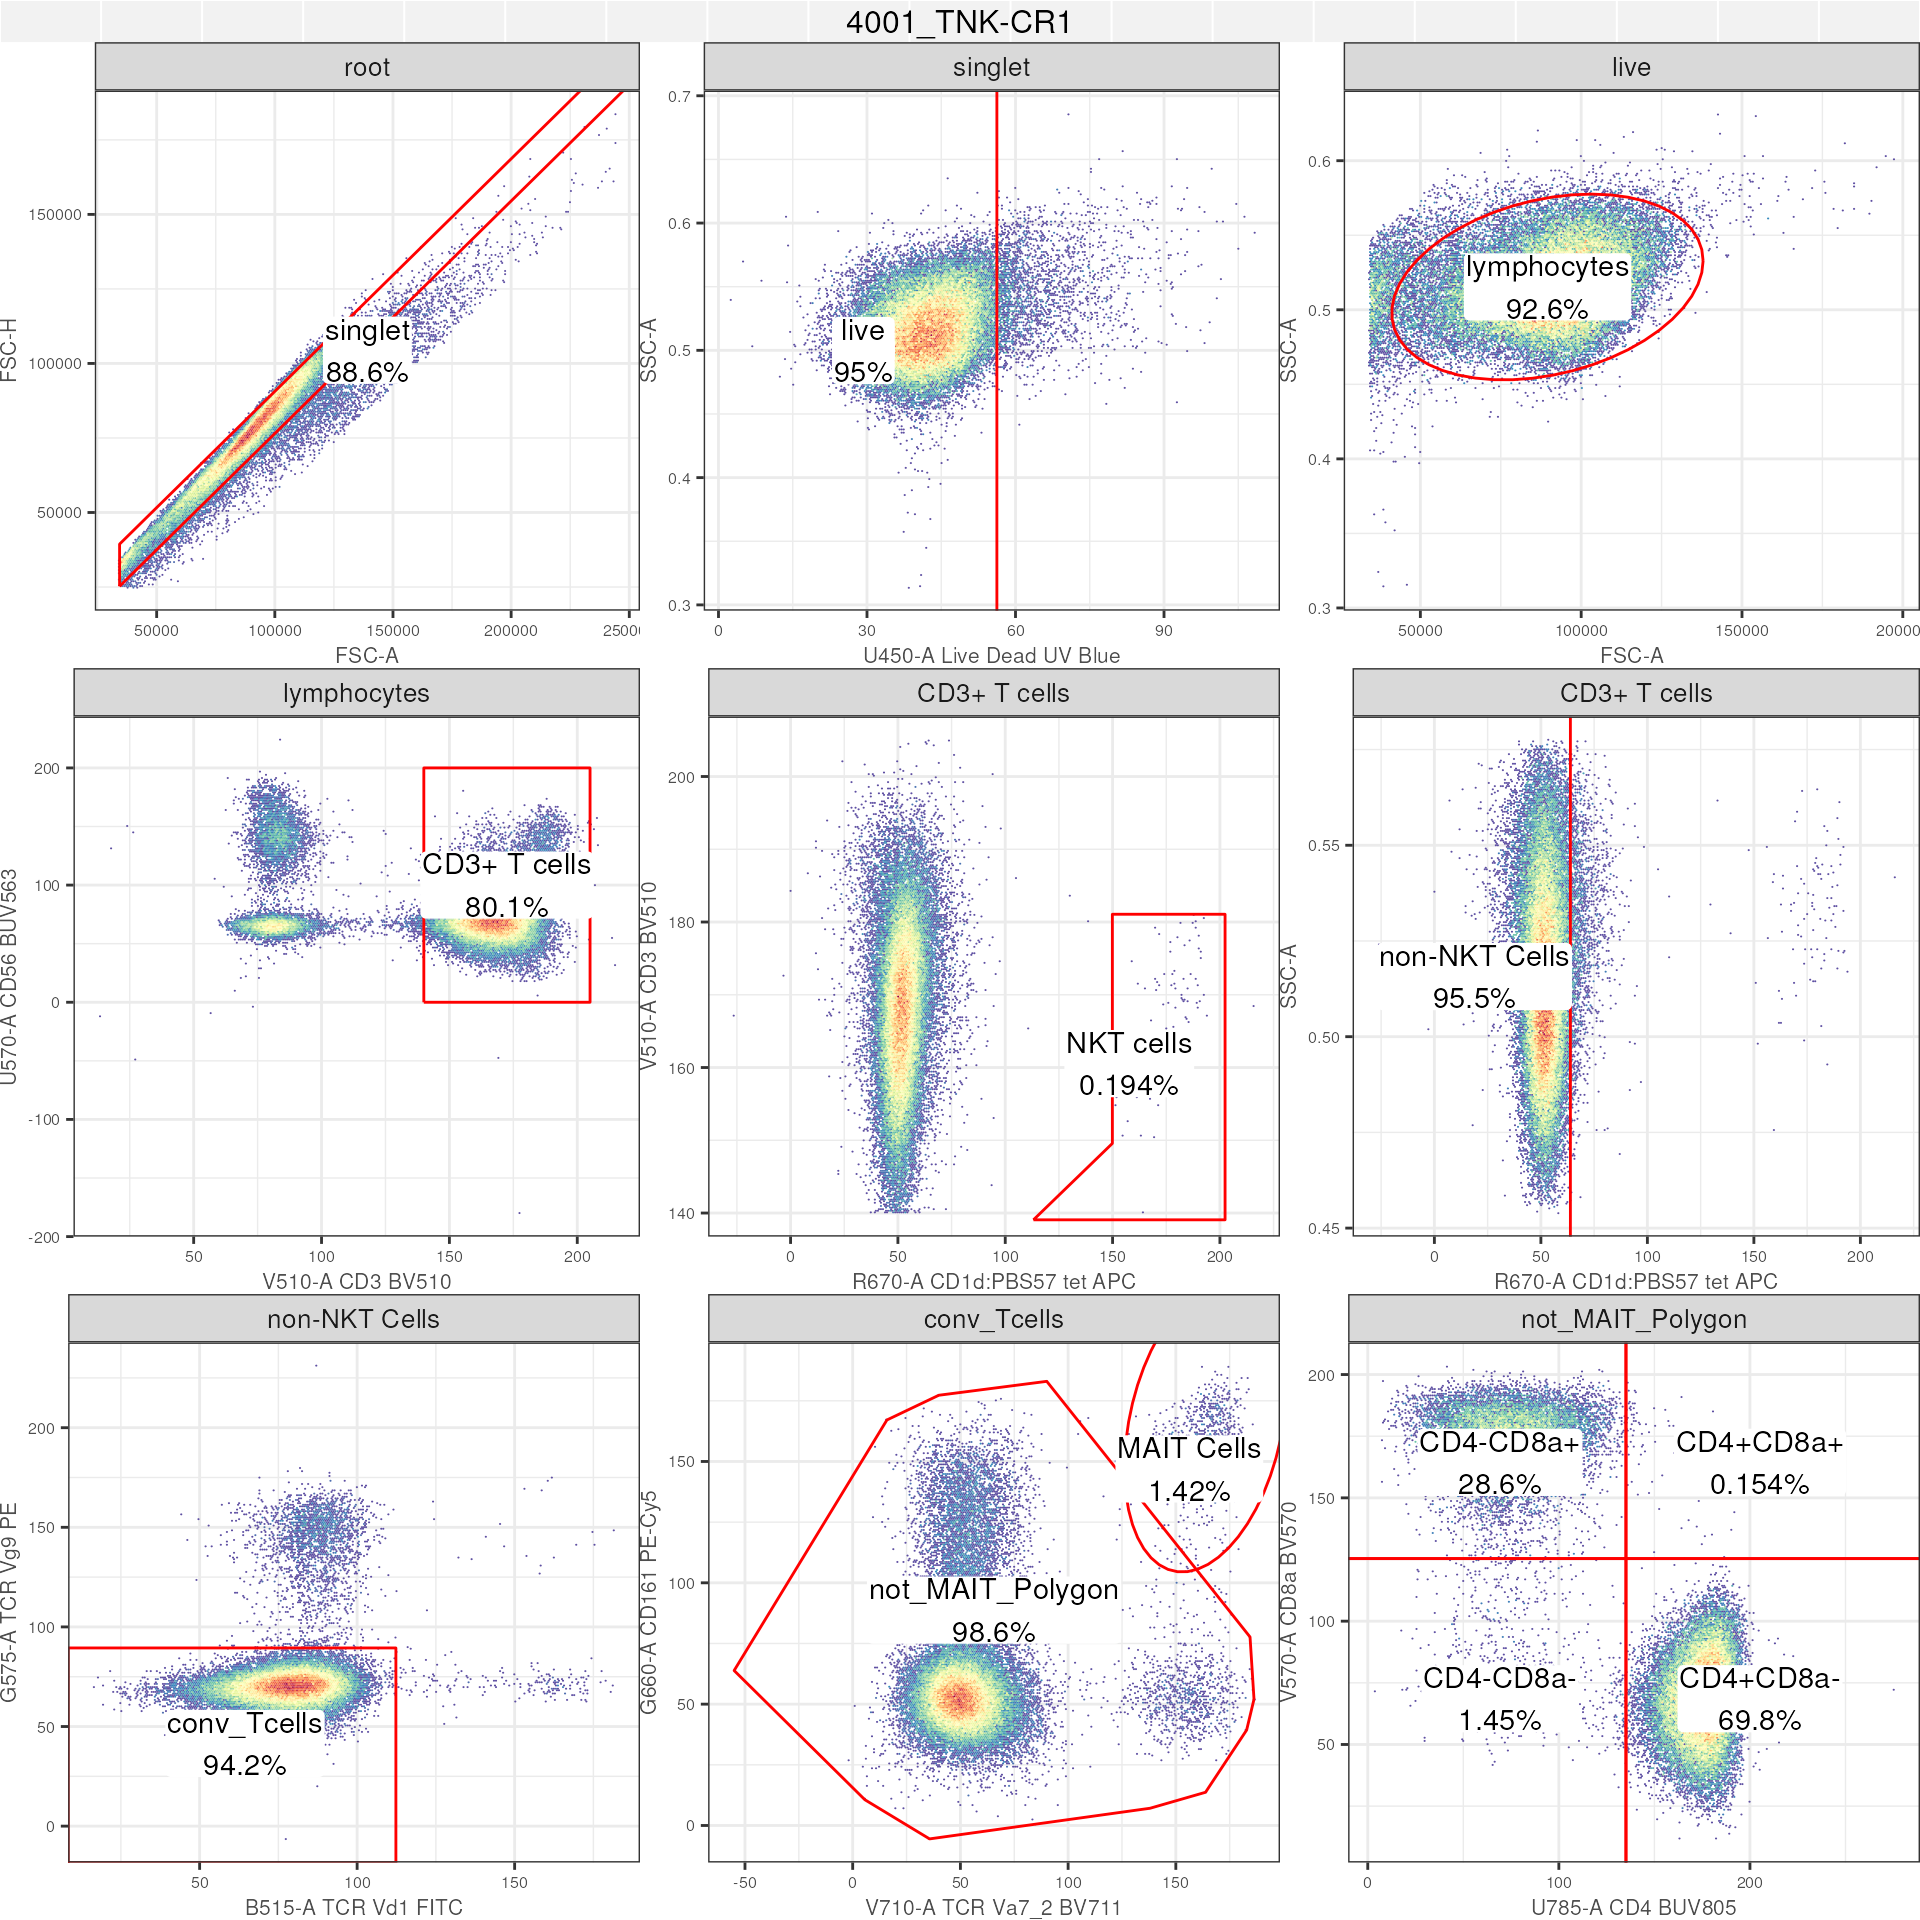 4001_TNK-CR1
root
singlet
live
FSC-H
150000
100000
50000
singlet
88.6%
50000
100000
150000
200000
25000
FSC-A
SSC-A
0.7
0.6
0.5
0.4
0.3
live
95%
0
30
60
90
U450-A Live Dead UV Blue
SSC-A
0.6
0.5
0.4
0.3
lymphocytes
92.6%
50000
100000
150000
20000
FSC-A
lymphocytes
CD3+ T cells
CD3+ T cells
U570-A CD56 BUV563
200
100
0
-100
-200
CD3+ T cells
80.1%
50
100
150
200
V510-A CD3 BV510
V510-A CD3 BV510
200
180
160
140
NKT cells
0.194%
0
50
100
150
200
R670-A CD1d:PBS57 tet APC
SSC-A
0.55
0.50
0.45
non-NKT Cells
95.5%
0
50
100
150
200
R670-A CD1d:PBS57 tet APC
non-NKT Cells
conv_Tcells
not_MAIT_Polygon
G575-A TCR Vg9 PE
200
150
100
50
0
conv_Tcells
94.2%
50
100
150
B515-A TCR Vd1 FITC
G660-A CD161 PE-Cy5
150
100
50
0
MAIT Cells
1.42%
not_MAIT_Polygon
98.6%
-50
0
50
100
150
V710-A TCR Va7_2 BV711
V570-A CD8a BV570
200
150
100
50
CD4-CD8a+
28.6%
CD4+CD8a+
0.154%
CD4-CD8a-
1.45%
CD4+CD8a-
69.8%
0
100
200
U785-A CD4 BUV805